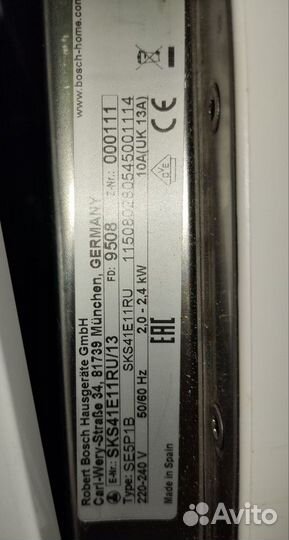 Robert Bosch Hausgeräte GmbH
Carl-Wery-Straße 34, 81739 München, GERMANY
www.bosch-home.com
E-Nr.: SKS41E11RU/13 FD: 9508 Z-Nr.: 000111
Type: SE5P1B SKS41E11RU 115080280545001114
220-240 V 50/60 Hz 2,0 - 2,4 kW 10A(UK 13A)
Made in Spain
EAC
CE
Avito